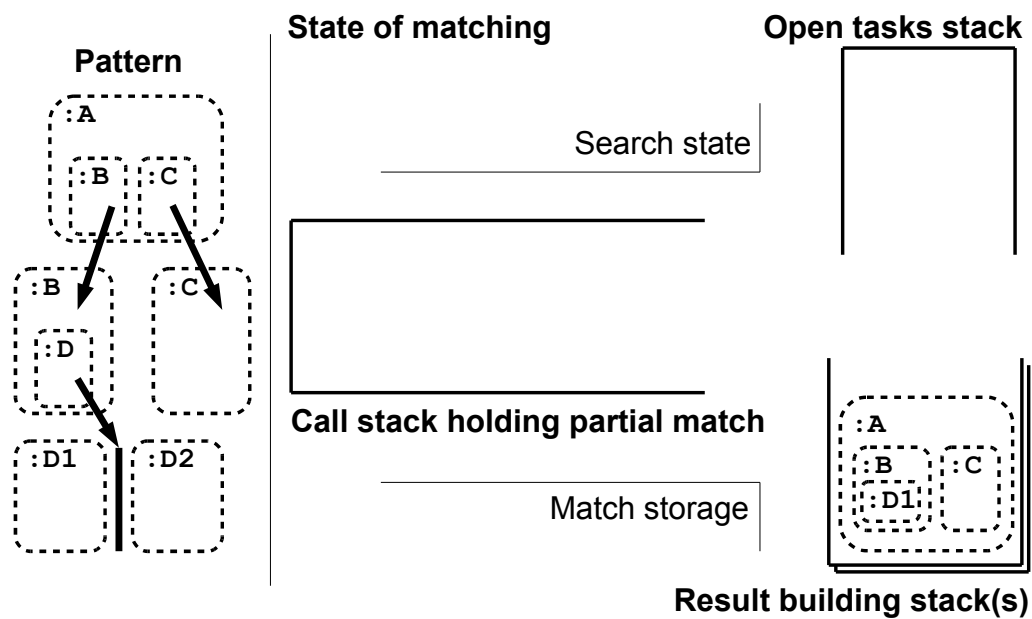 State of matching
Open tasks stack
Pattern
:A
Search state
:B :C
:B
:C
:D
Call stack holding partial match
:A
:D1
:D2
:B
:C
:D1
Match storage
Result building stack(s)